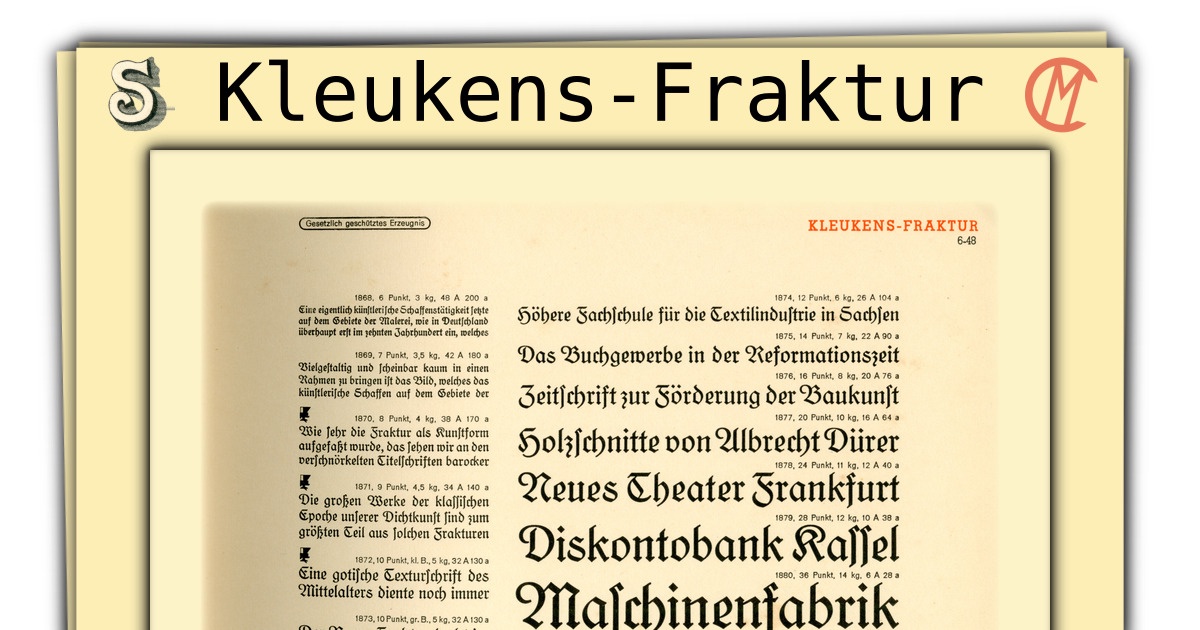 Kleukens-Fraktur
Gesetzlich geschütztes Erzeugnis
KLEUKENS-FRAKTUR
6-48
1868, 6 Punkt, 3 kg, 48 A 200 a
Eine eigentlich künſtleriſche Schaffenstätigkeit ſetzte
auf dem Gebiete der Malerei, wie in Deutſchland
überhaupt erſt im zehnten Jahrhundert ein, welches
1869, 7 Punkt, 3,5 kg, 42 A 180 a
Vielgeſtaltig und ſcheinbar kaum in einen
Rahmen zu bringen iſt das Bild, welches das
künſtleriſche Schaffen auf dem Gebiete der
1870, 8 Punkt, 4 kg, 38 A 170 a
Wie ſehr die Fraktur als Kunſtform
aufgefaßt wurde, das ſehen wir an den
verſchnörkelten Titelſchriften barocker
1871, 9 Punkt, 4,5 kg, 34 A 140 a
Die großen Werke der klaſſiſchen
Epoche unſerer Dichtkunſt ſind zum
größten Teil aus ſolchen Frakturen
1872, 10 Punkt, kl. B., 5 kg, 32 A 130 a
Eine gotiſche Texturſchrift des
Mittelalters diente noch immer
1873, 10 Punkt, gr. B., 5 kg, 32 A 130 a
1874, 12 Punkt, 6 kg, 26 A 104 a
Höhere Fachſchule für die Textilinduſtrie in Sachſen
1875, 14 Punkt, 7 kg, 22 A 90 a
Das Buchgewerbe in der Reformationszeit
1876, 16 Punkt, 8 kg, 20 A 76 a
Zeitſchrift zur Förderung der Baukunſt
1877, 20 Punkt, 10 kg, 16 A 64 a
Holzſchnitte von Albrecht Dürer
1878, 24 Punkt, 11 kg, 12 A 40 a
Neues Theater Frankfurt
1879, 28 Punkt, 12 kg, 10 A 38 a
Diskontobank Kaſſel
1880, 36 Punkt, 14 kg, 6 A 28 a
Maſchinenfabrik